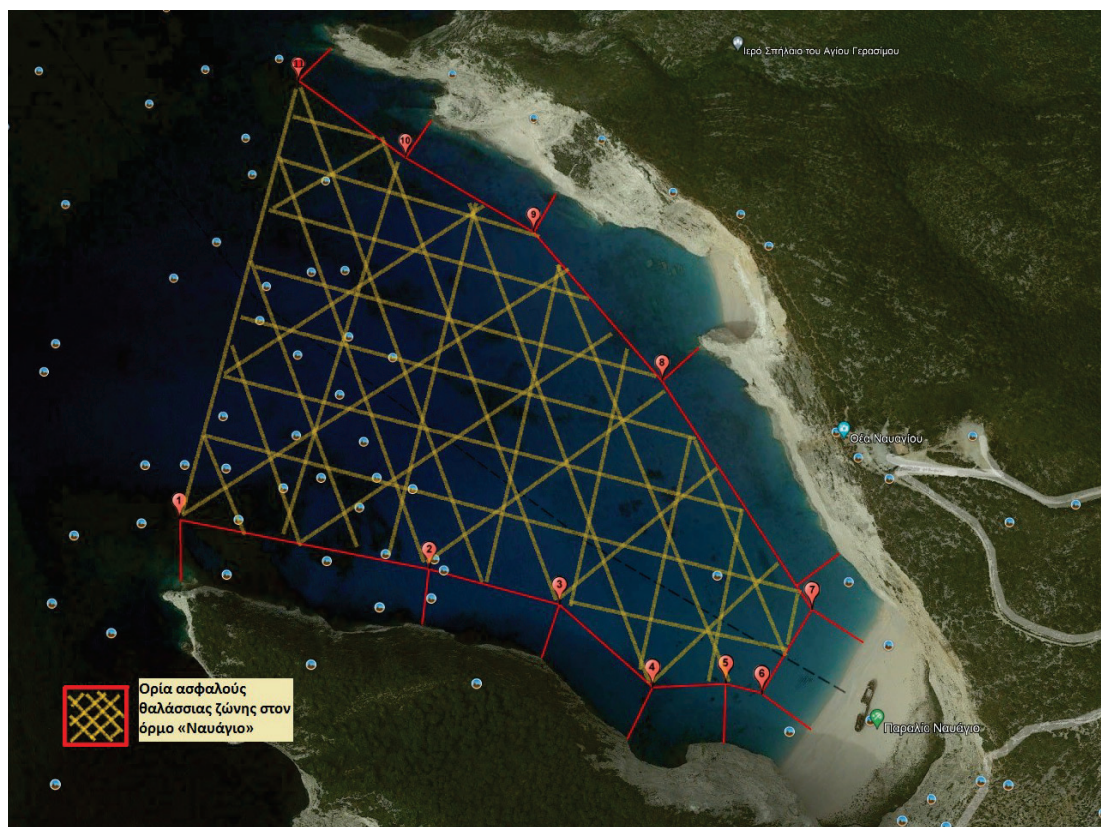 11
Ιερό Σπήλαιο του Αγίου Γερασίμου
10
9
8
Θέα Ναυαγίου
1
2
3
7
4
5
6
Ορία ασφαλούς
θαλάσσιας ζώνης στον
όρμο «Ναυάγιο»
Παραλία Ναυάγιο